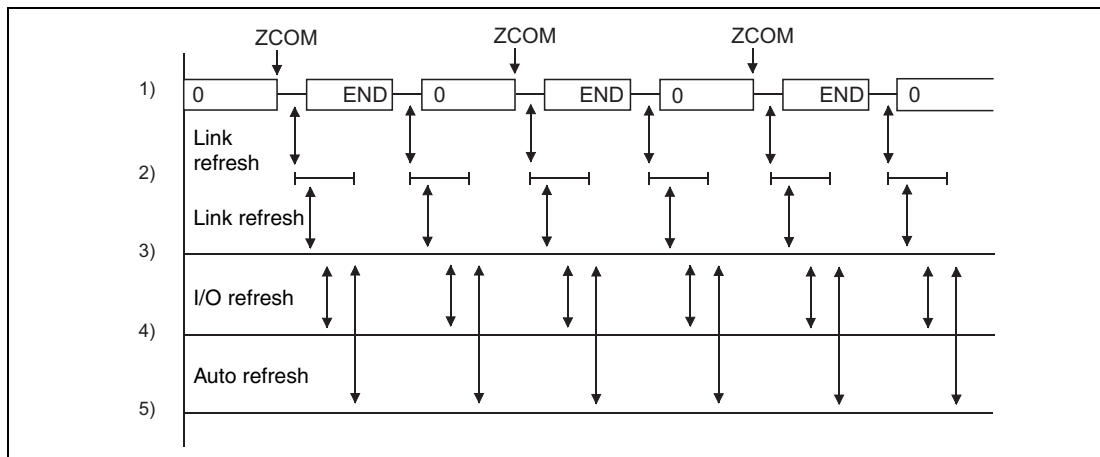 ZCOM ZCOM ZCOM
1) 0 END 0 END 0 END 0
Link
refresh
2)
Link refresh
3)
I/O refresh
4)
Auto refresh
5)